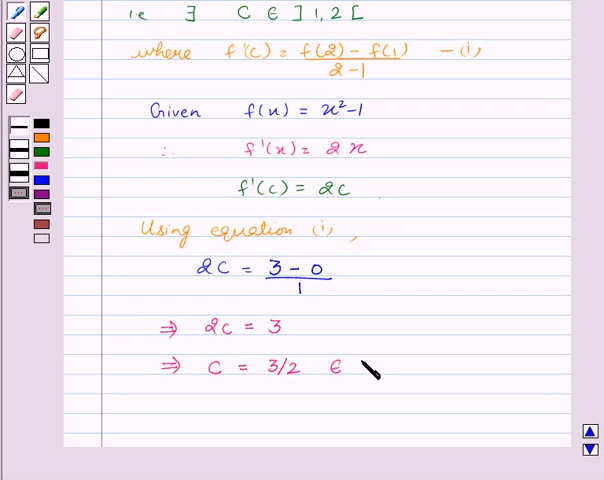 i.e ∃ C ∈ ]1,2[
where f'(c) = f(2) - f(1) / 2-1 —(i)
Given f(x) = x²-1
∴ f'(x) = 2x
f'(c) = 2c
Using equation (i),
2c = 3 - 0 / 1
⇒ 2c = 3
⇒ c = 3/2 ∈